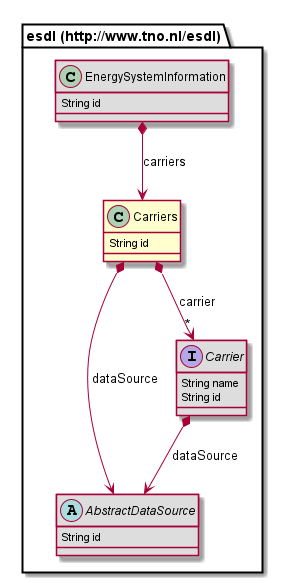 esdl (http://www.tno.nl/esdl)
C EnergySystemInformation
String id
carriers
C Carriers
String id
carrier
*
I Carrier
String name
String id
dataSource
dataSource
A AbstractDataSource
String id